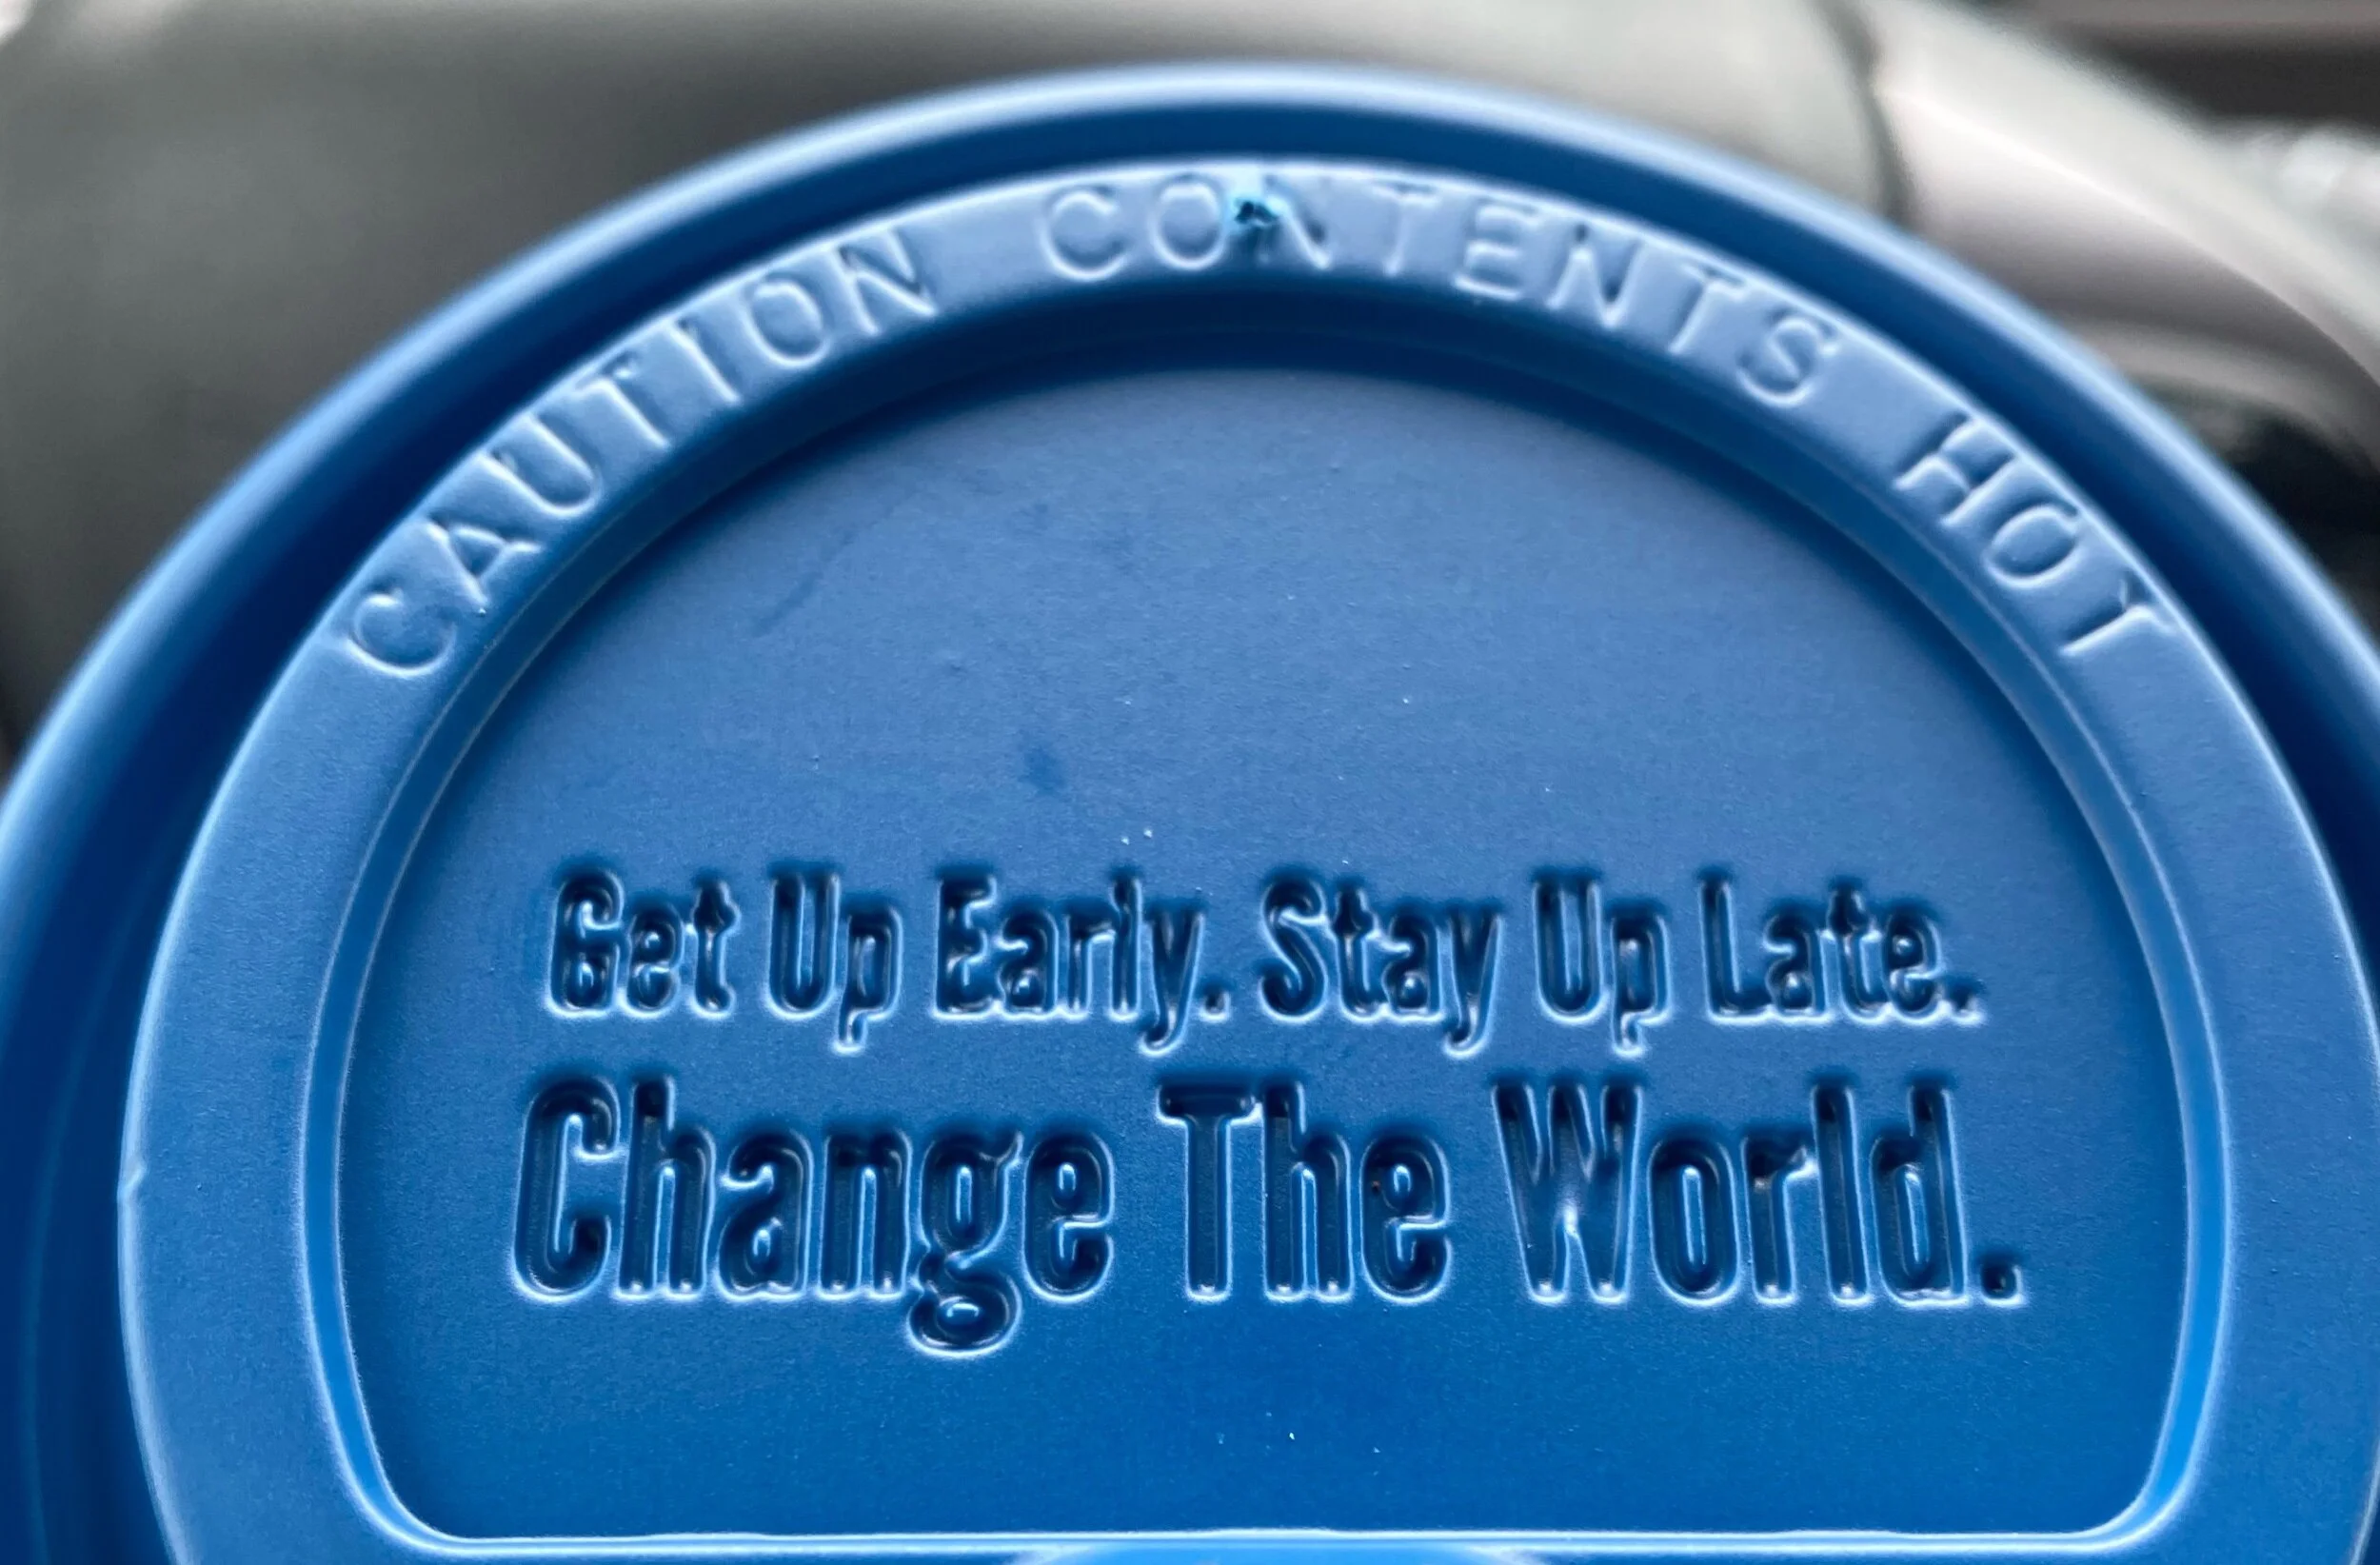 CAUTION CONTENTS HOT
Get Up Early. Stay Up Late.
Change The World.